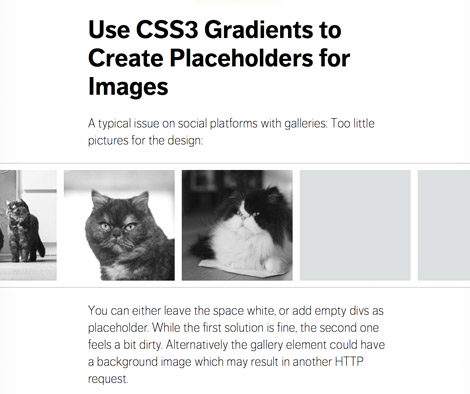 Use CSS3 Gradients to
Create Placeholders for
Images
A typical issue on social platforms with galleries: Too little
pictures for the design:
You can either leave the space white, or add empty divs as
placeholder. While the first solution is fine, the second one
feels a bit dirty. Alternatively the gallery element could have
a background image which may result in another HTTP
request.